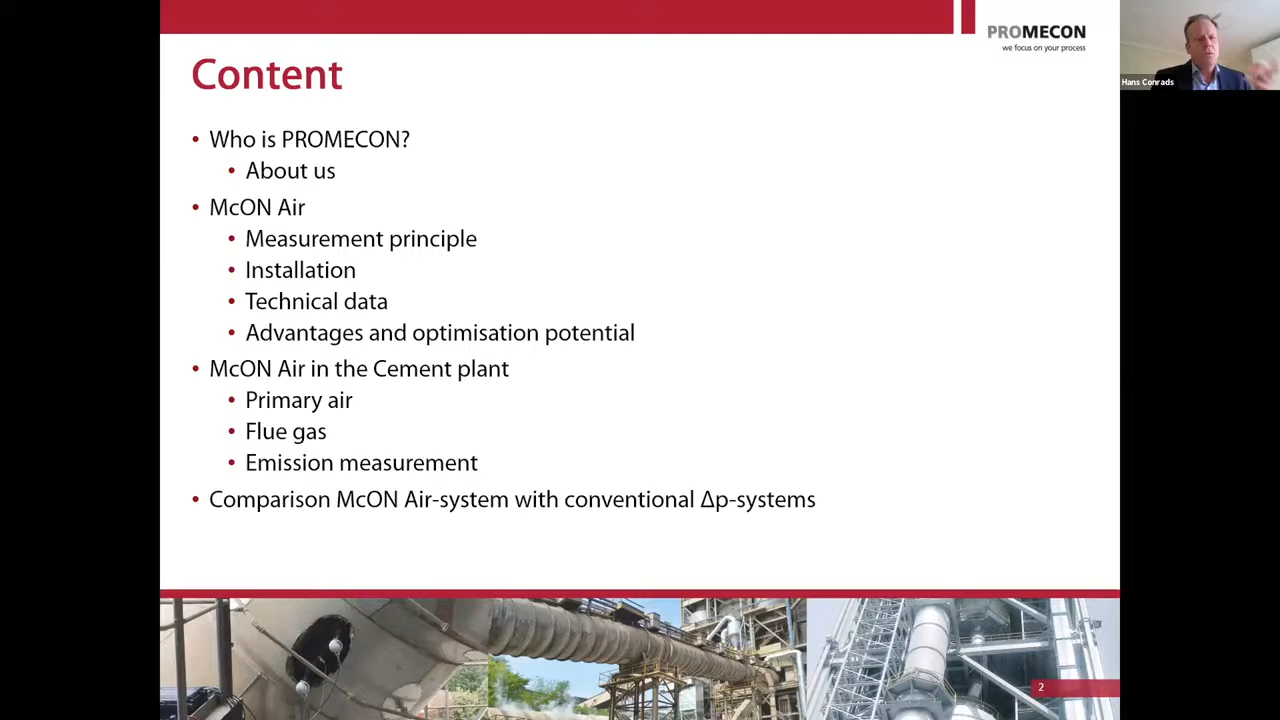 PROMECON
we focus on your process
Hans Conrads
Content
• Who is PROMECON?
• About us
• McON Air
• Measurement principle
• Installation
• Technical data
• Advantages and optimisation potential
• McON Air in the Cement plant
• Primary air
• Flue gas
• Emission measurement
• Comparison McON Air-system with conventional Δp-systems
2